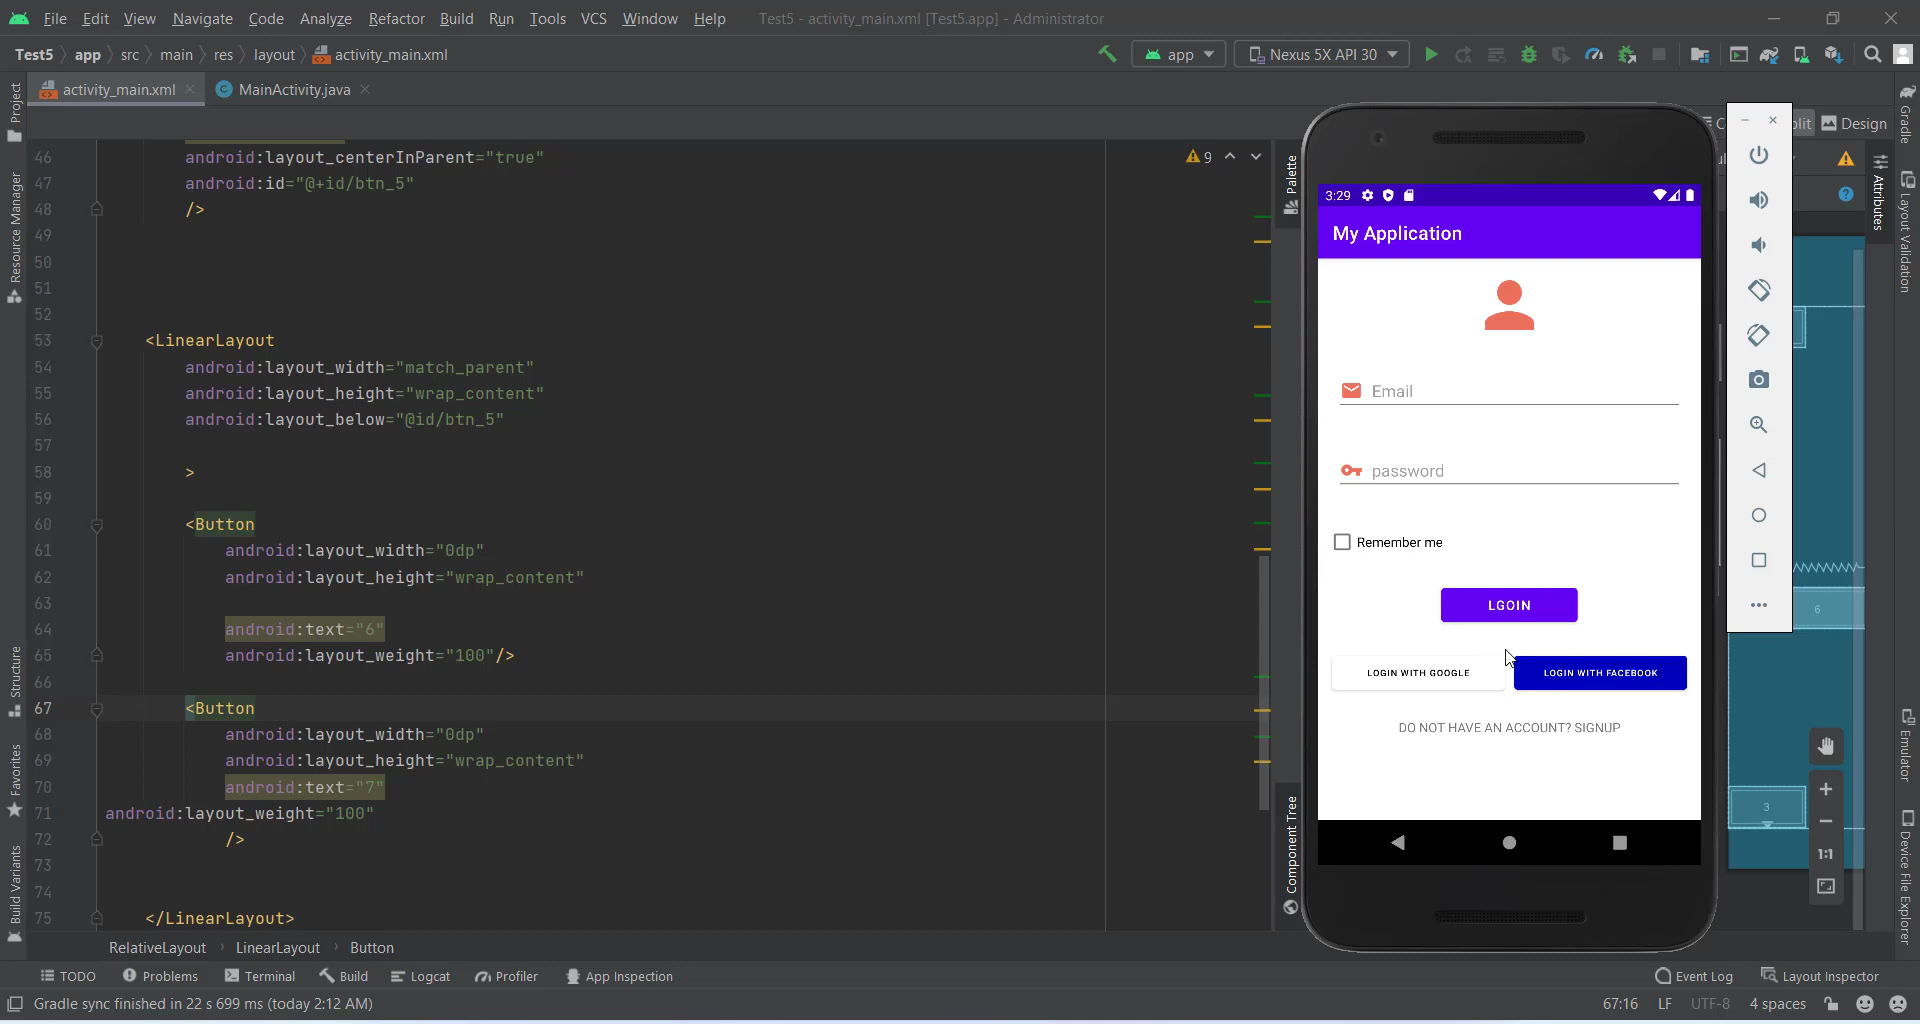 File Edit View Navigate Code Analyze Refactor Build Run Tools VCS Window Help Test5 - activity_main.xml [Test5.app] - Administrator
Test5 app src main res layout activity_main.xml app Nexus 5X API 30
activity_main.xml MainActivity.java
Design
46 android:layout_centerInParent="true"
47 android:id="@+id/btn_5"
48 />
49
50
51
52
53 <LinearLayout
54 android:layout_width="match_parent"
55 android:layout_height="wrap_content"
56 android:layout_below="@id/btn_5"
57
58 >
59
60 <Button
61 android:layout_width="0dp"
62 android:layout_height="wrap_content"
63
64 android:text="6"
65 android:layout_weight="100"/>
66
67 <Button
68 android:layout_width="0dp"
69 android:layout_height="wrap_content"
70 android:text="7"
71 android:layout_weight="100"
72 />
73
74
75 </LinearLayout>
9
Project
Resource Manager
Structure
Favorites
Build Variants
Palette
Component Tree
3:29
My Application
Email
password
Remember me
LGOIN
LOGIN WITH GOOGLE LOGIN WITH FACEBOOK
DO NOT HAVE AN ACCOUNT? SIGNUP
6
3
1:1
Attributes
Gradle
Layout Validation
Emulator
Device File Explorer
RelativeLayout LinearLayout Button
TODO Problems Terminal Build Logcat Profiler App Inspection Event Log Layout Inspector
Gradle sync finished in 22 s 699 ms (today 2:12 AM) 67:16 LF UTF-8 4 spaces